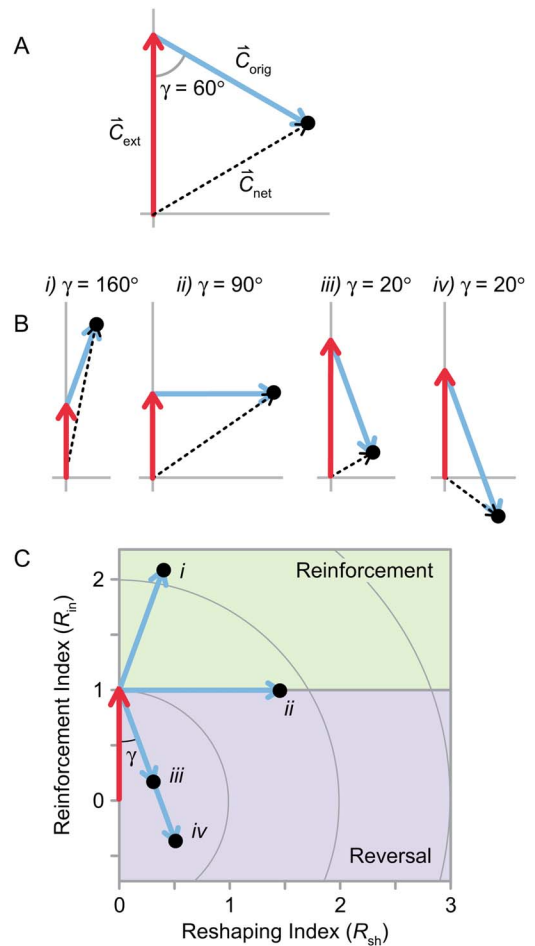 A
C⃗orig
γ = 60°
C⃗ext
C⃗net
i) γ = 160° ii) γ = 90° iii) γ = 20° iv) γ = 20°
B
C
Reinforcement Index (Rin)
2
1
0
i
Reinforcement
ii
γ
iii
iv
Reversal
0 1 2 3
Reshaping Index (Rsh)